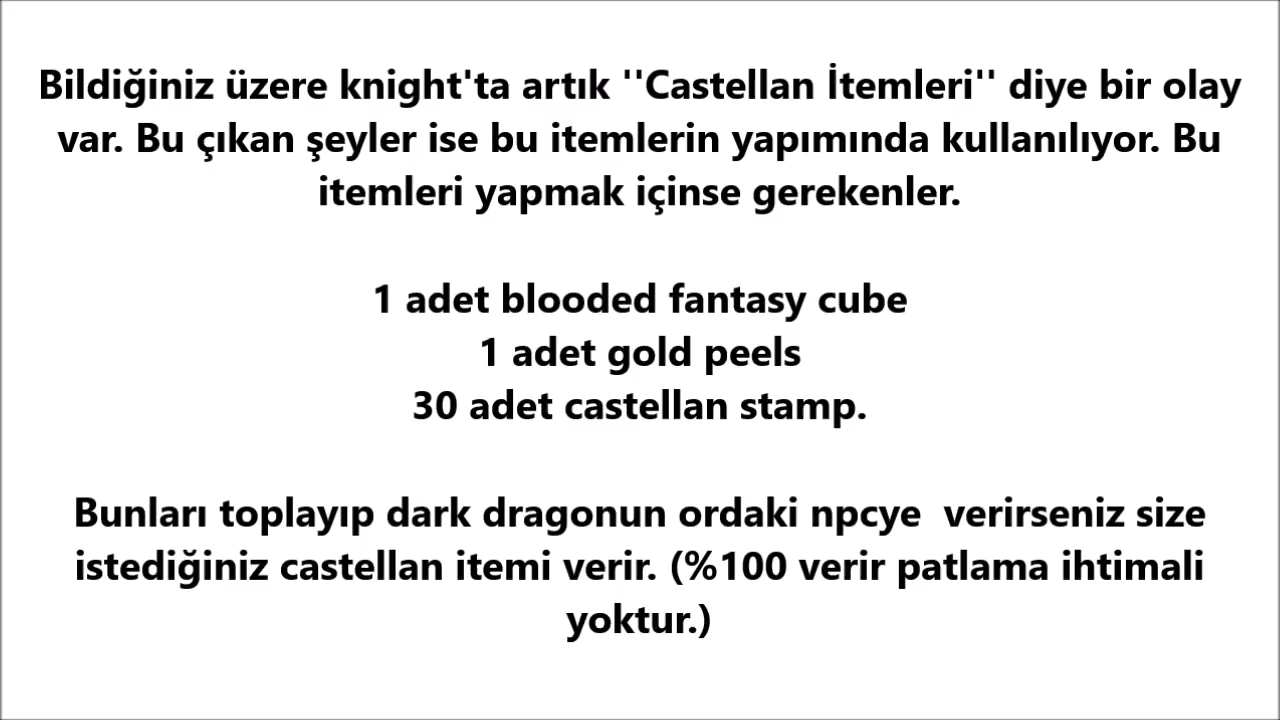 Bildiğiniz üzere knight'ta artık ''Castellan İtemleri'' diye bir olay
var. Bu çıkan şeyler ise bu itemlerin yapımında kullanılıyor. Bu
itemleri yapmak içinse gerekenler.
1 adet blooded fantasy cube
1 adet gold peels
30 adet castellan stamp.
Bunları toplayıp dark dragonun ordaki npcye  verirseniz size
istediğiniz castellan itemi verir. (%100 verir patlama ihtimali
yoktur.)